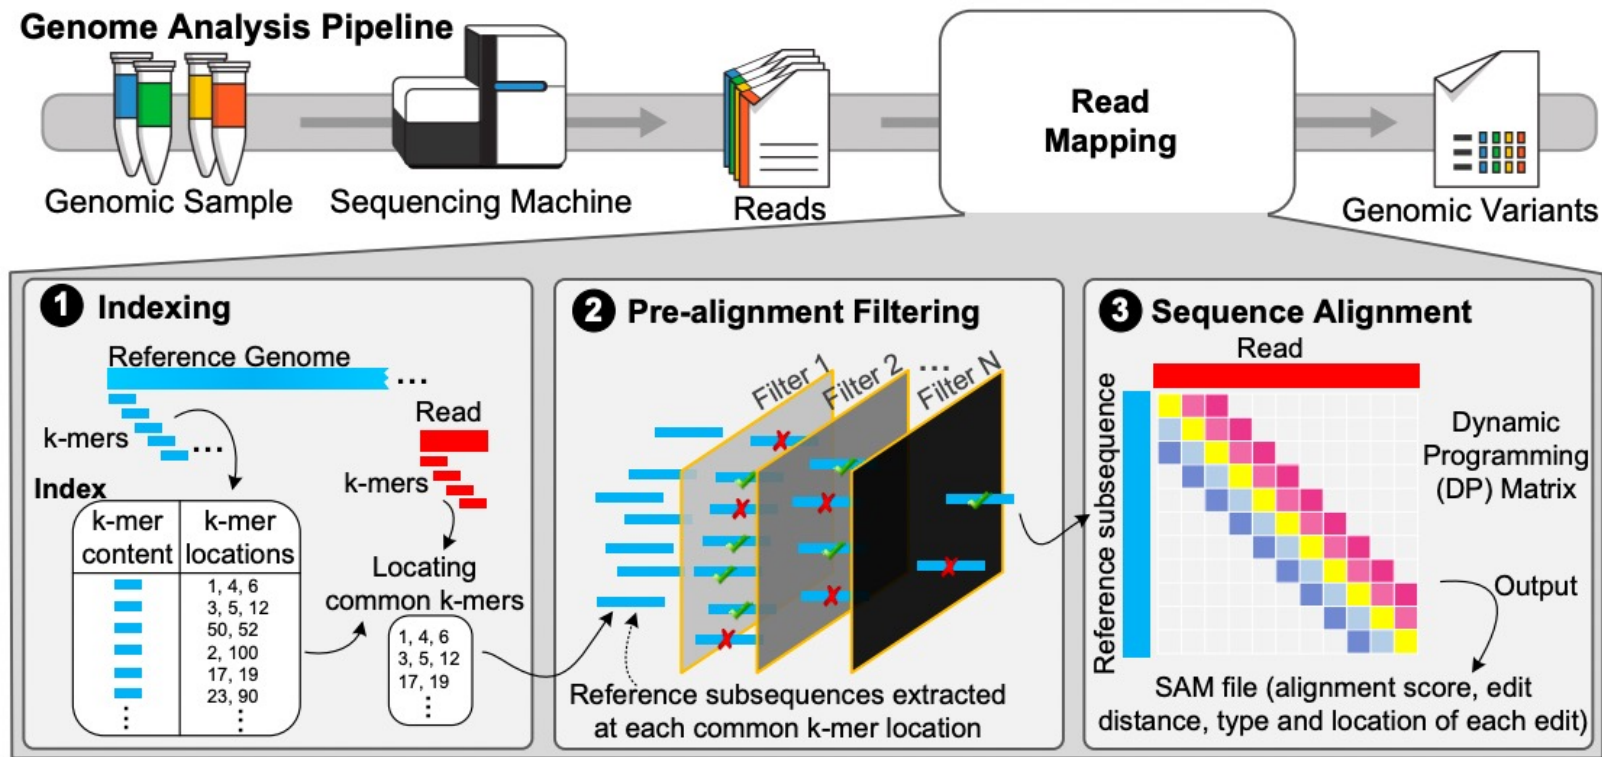 Genome Analysis Pipeline
Genomic Sample
Sequencing Machine
Reads
Read
Mapping
Genomic Variants
1 Indexing
Reference Genome
...
k-mers
...
Read
k-mers
Index
k-mer
content
k-mer
locations
1, 4, 6
3, 5, 12
50, 52
2, 100
17, 19
23, 90
⋮
⋮
Locating
common k-mers
1, 4, 6
3, 5, 12
17, 19
⋮
2 Pre-alignment Filtering
Filter 1
Filter 2
...
Filter N
Reference subsequences extracted
at each common k-mer location
3 Sequence Alignment
Read
Reference subsequence
Dynamic
Programming
(DP) Matrix
Output
SAM file (alignment score, edit
distance, type and location of each edit)